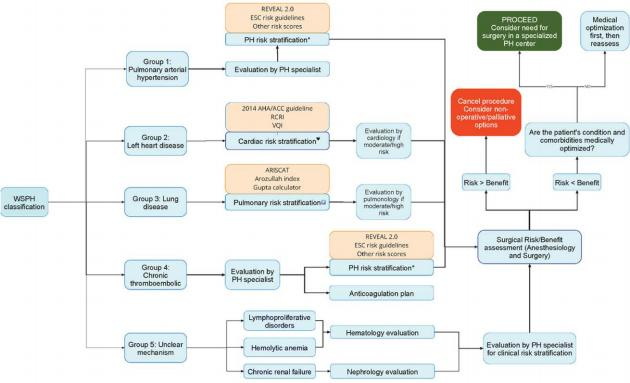 REVEAL 2.0
ESC risk guidelines
Other risk scores
PH risk stratification*
Group 1:
Pulmonary arterial
hypertension
Evaluation by PH specialist
PROCEED
Consider need for
surgery in a specialized
PH center
Medical
optimization
first, then
reassess
YES
NO
2014 AHA/ACC guideline
RCRI
VQI
Group 2:
Left heart disease
Cardiac risk stratification♥
Evaluation by
cardiology if
moderate/high
risk
Cancel procedure
Consider non-
operative/palliative
options
Are the patient's condition and
comorbidities medically
optimized?
WSPH
classification
ARISCAT
Arozullah index
Gupta calculator
Group 3: Lung
disease
Pulmonary risk stratification
Evaluation by
pulmonology if
moderate/high
risk
Risk > Benefit
Risk < Benefit
REVEAL 2.0
ESC risk guidelines
Other risk scores
Group 4:
Chronic
thromboembolic
Evaluation by
PH specialist
PH risk stratification*
Anticoagulation plan
Surgical Risk/Benefit
assessment (Anesthesiology
and Surgery)
Group 5: Unclear
mechanism
Lymphoproliferative
disorders
Hemolytic anemia
Chronic renal failure
Hematology evaluation
Nephrology evaluation
Evaluation by PH specialist
for clinical risk stratification